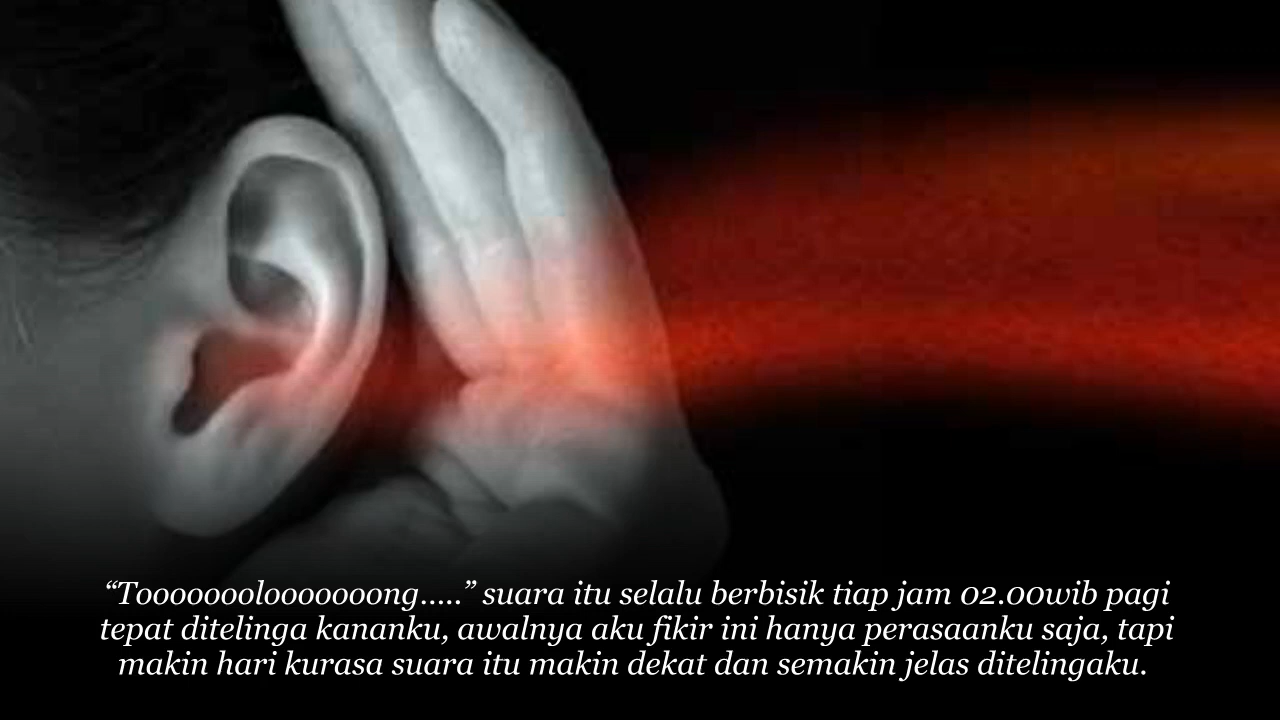 “Tooooooolooooooong.....” suara itu selalu berbisik tiap jam 02.00wib pagi
tepat ditelinga kananku, awalnya aku fikir ini hanya perasaanku saja, tapi
makin hari kurasa suara itu makin dekat dan semakin jelas ditelingaku.